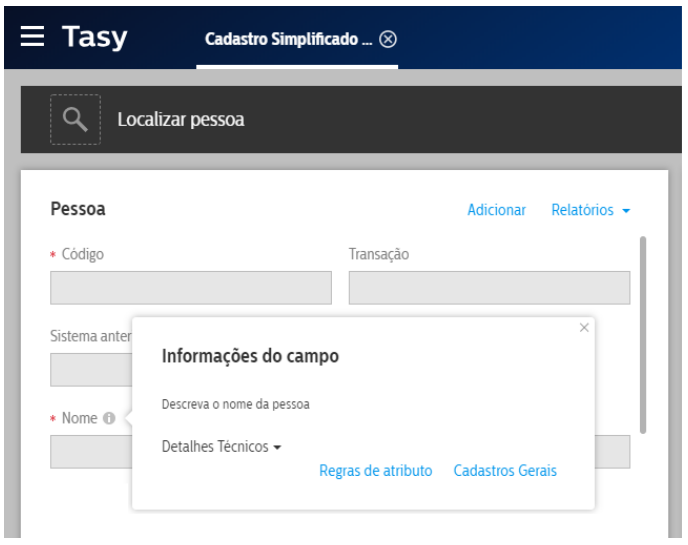 Tasy
Cadastro Simplificado ...
Localizar pessoa
Pessoa
Adicionar
Relatórios
* Código
Transação
Sistema anter
Informações do campo
* Nome
Descreva o nome da pessoa
Detalhes Técnicos
Regras de atributo
Cadastros Gerais